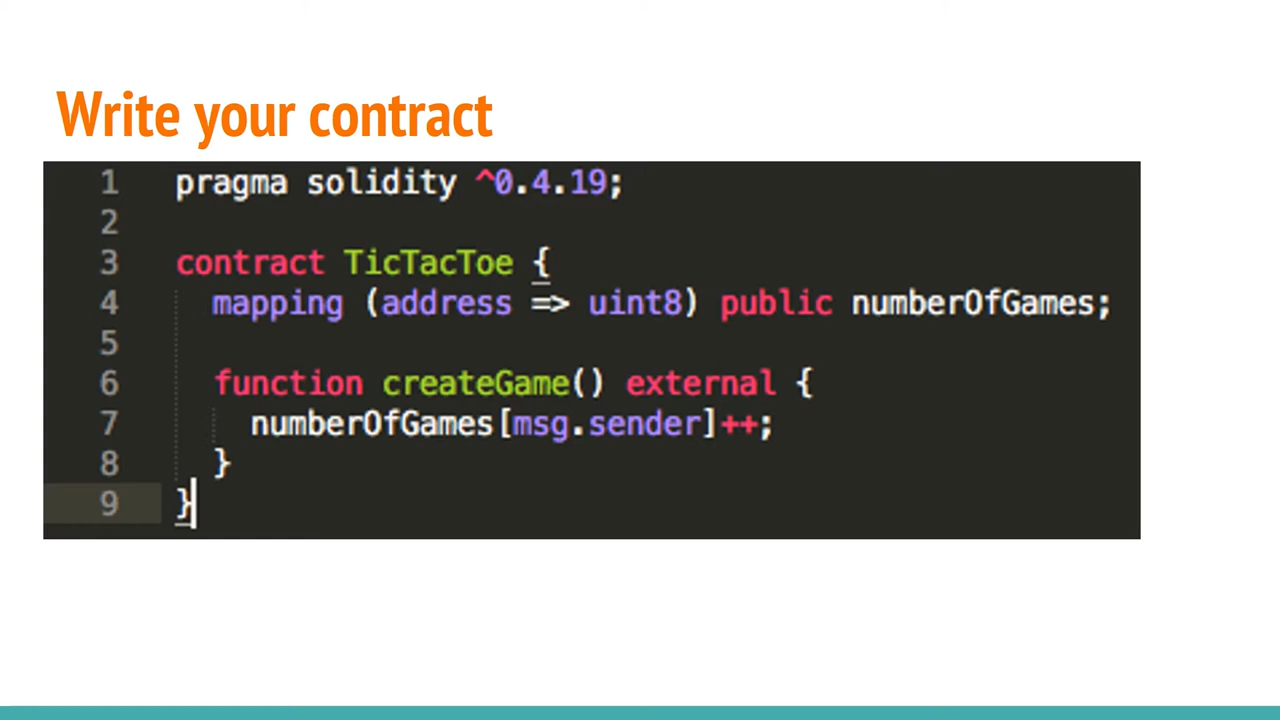 Write your contract
1 pragma solidity ^0.4.19;
2
3 contract TicTacToe {
4 mapping (address => uint8) public numberOfGames;
5
6 function createGame() external {
7 numberOfGames[msg.sender]++;
8 }
9 }